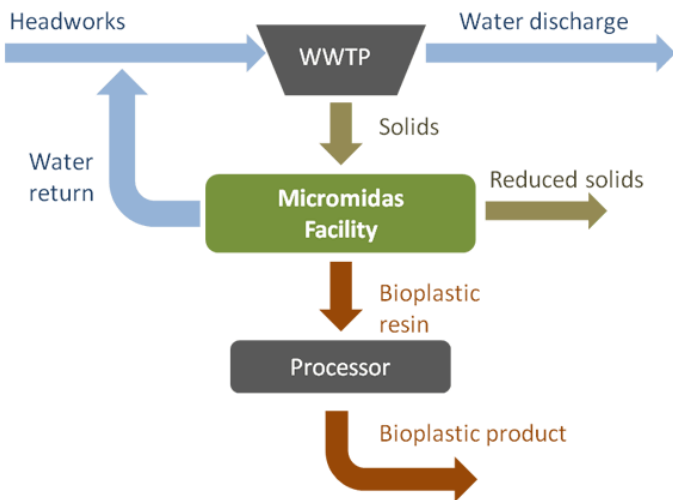 Headworks
Water discharge
WWTP
Solids
Water
return
Micromidas
Facility
Reduced solids
Bioplastic
resin
Processor
Bioplastic product